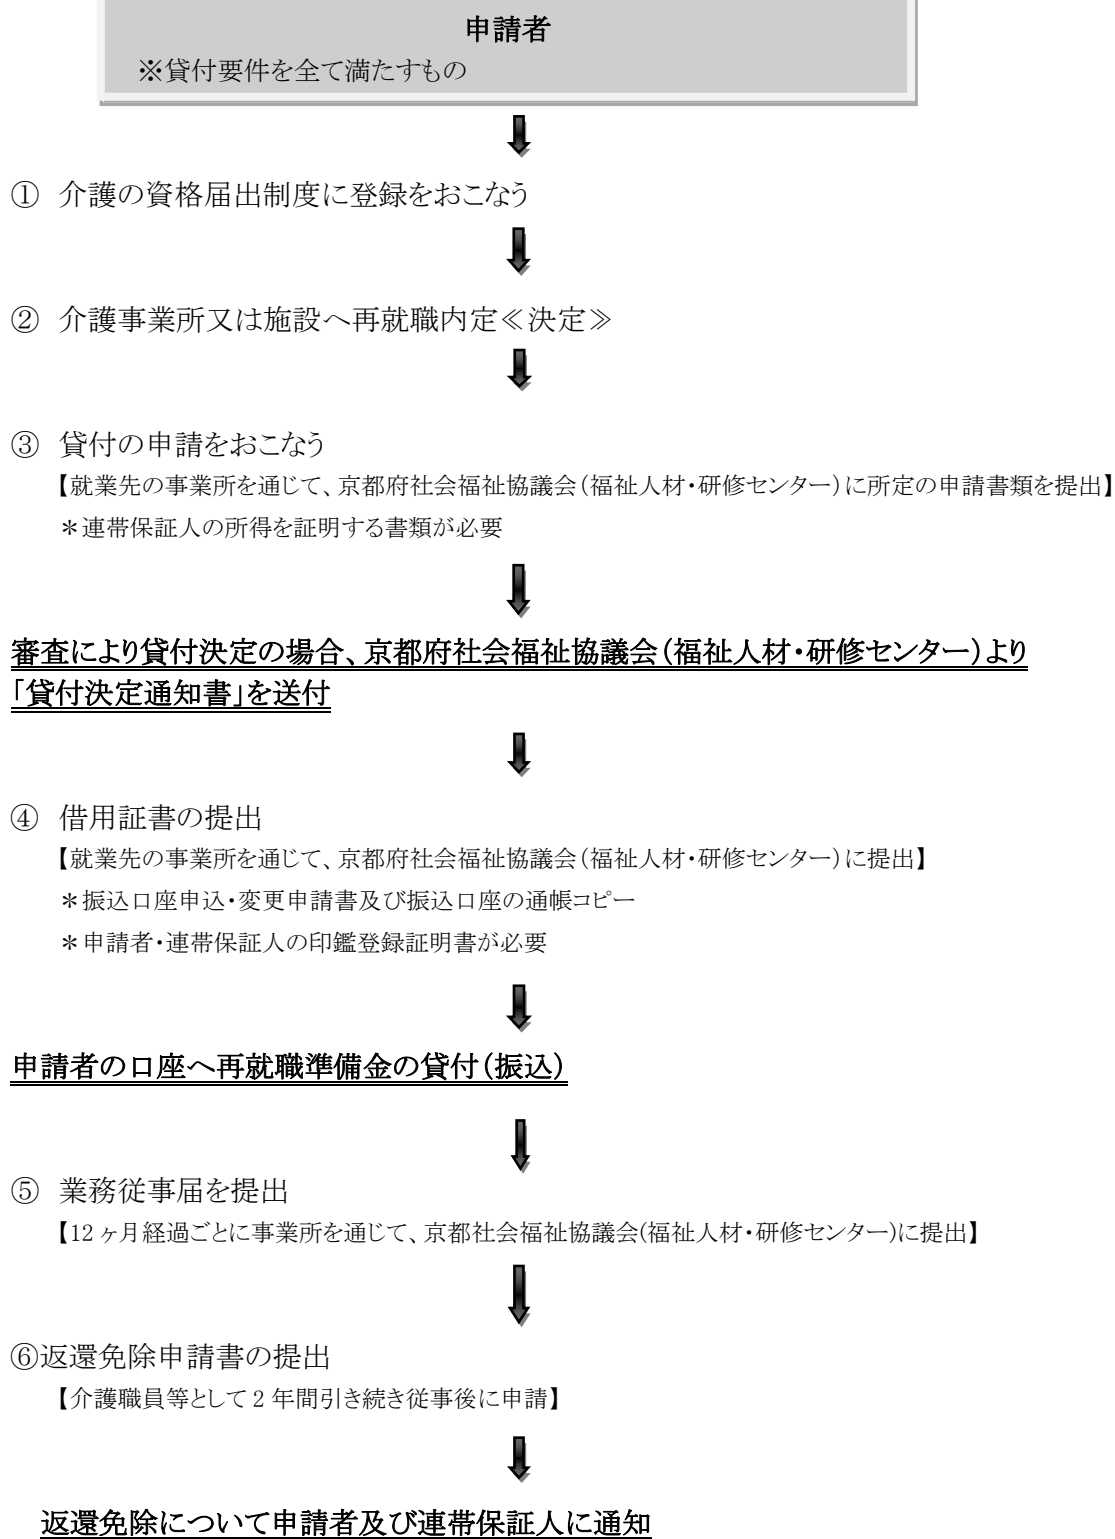 申請者
※貸付要件を全て満たすもの
① 介護の資格届出制度に登録をおこなう
② 介護事業所又は施設へ再就職内定≪決定≫
③ 貸付の申請をおこなう
【就業先の事業所を通じて、京都府社会福祉協議会(福祉人材・研修センター)に所定の申請書類を提出】
＊連帯保証人の所得を証明する書類が必要
審査により貸付決定の場合、京都府社会福祉協議会(福祉人材・研修センター)より
「貸付決定通知書」を送付
④ 借用証書の提出
【就業先の事業所を通じて、京都府社会福祉協議会(福祉人材・研修センター)に提出】
＊振込口座申込・変更申請書及び振込口座の通帳コピー
＊申請者・連帯保証人の印鑑登録証明書が必要
申請者の口座へ再就職準備金の貸付(振込)
⑤ 業務従事届を提出
【12 ヶ月経過ごとに事業所を通じて、京都社会福祉協議会(福祉人材・研修センター)に提出】
⑥返還免除申請書の提出
【介護職員等として 2 年間引き続き従事後に申請】
返還免除について申請者及び連帯保証人に通知